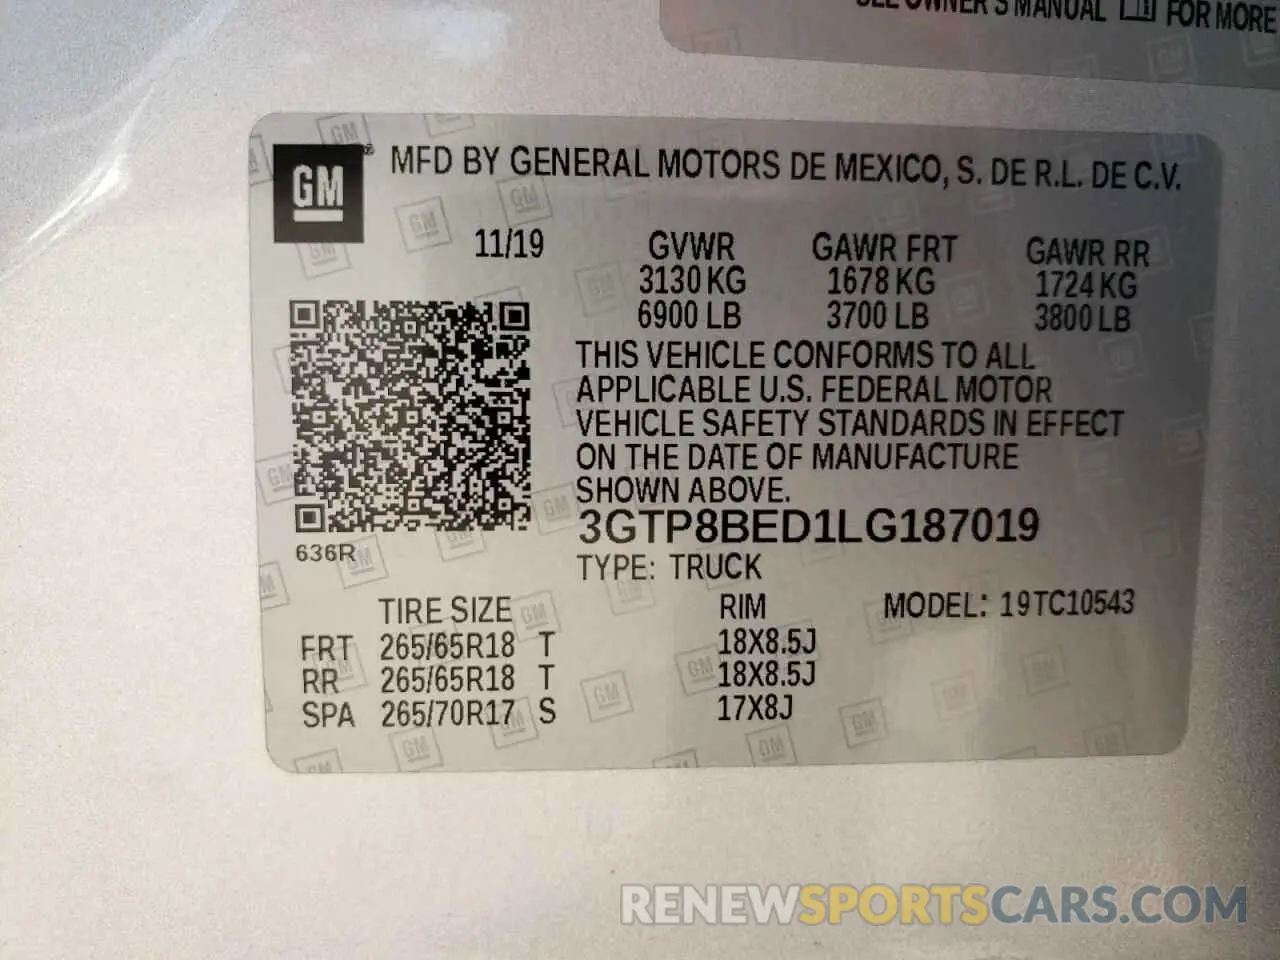 OWNER'S MANUAL FOR MORE
GM ® MFD BY GENERAL MOTORS DE MEXICO, S. DE R.L. DE C.V.
11/19 GVWR GAWR FRT GAWR RR
3130 KG 1678 KG 1724 KG
6900 LB 3700 LB 3800 LB
THIS VEHICLE CONFORMS TO ALL
APPLICABLE U.S. FEDERAL MOTOR
VEHICLE SAFETY STANDARDS IN EFFECT
ON THE DATE OF MANUFACTURE
SHOWN ABOVE.
3GTP8BED1LG187019
636R
TYPE: TRUCK
TIRE SIZE RIM MODEL: 19TC10543
FRT 265/65R18 T 18X8.5J
RR 265/65R18 T 18X8.5J
SPA 265/70R17 S 17X8J
RENEWSPORTSCARS.COM